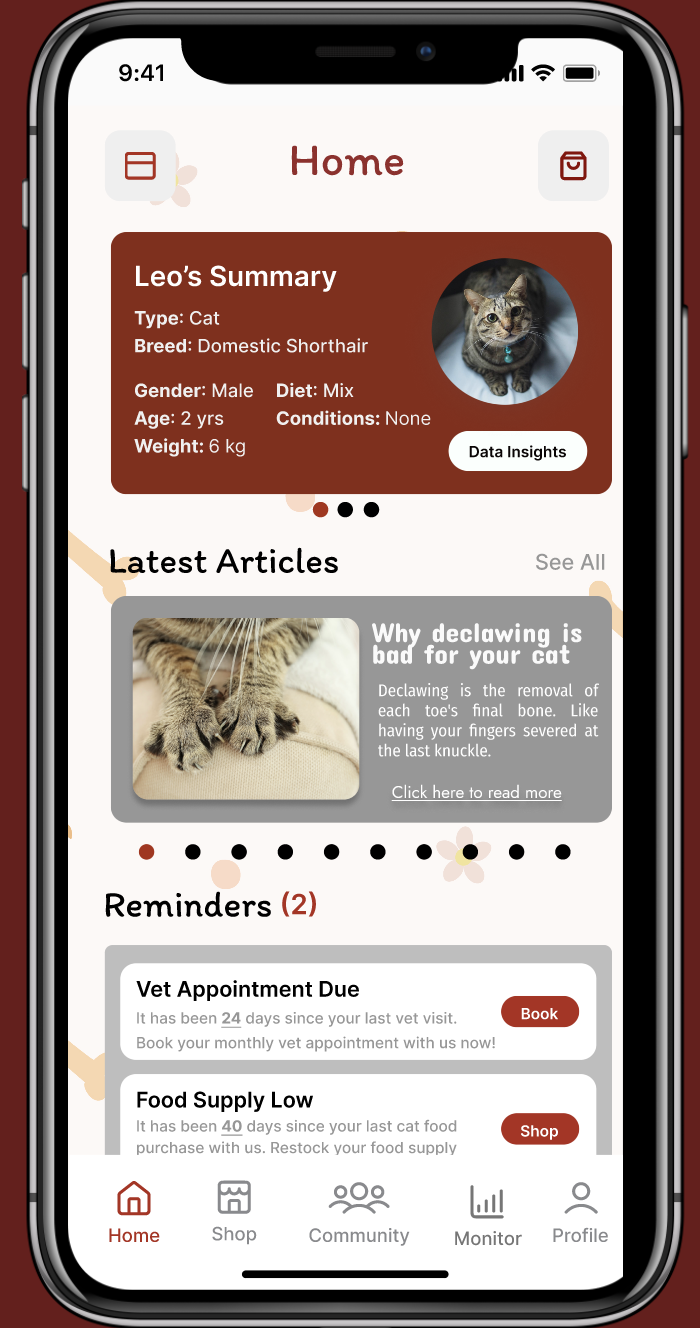 9:41
Home
Leo’s Summary
Type: Cat
Breed: Domestic Shorthair
Gender: Male Diet: Mix
Age: 2 yrs Conditions: None
Weight: 6 kg
Data Insights
Latest Articles See All
Why declawing is
bad for your cat
Declawing is the removal of
each toe's final bone. Like
having your fingers severed at
the last knuckle.
Click here to read more
Reminders (2)
Vet Appointment Due
It has been 24 days since your last vet visit.
Book your monthly vet appointment with us now!
Book
Food Supply Low
It has been 40 days since your last cat food
purchase with us. Restock your food supply
Shop
Home Shop Community Monitor Profile